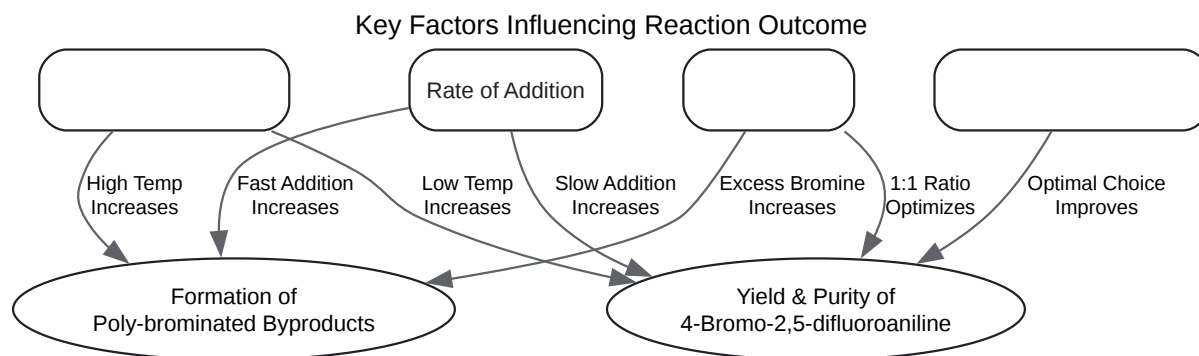 Key Factors Influencing Reaction Outcome
Rate of Addition
High Temp
Increases
Fast Addition
Increases
Low Temp
Increases
Slow Addition
Increases
Excess Bromine
Increases
1:1 Ratio
Optimizes
Optimal Choice
Improves
Formation of
Poly-brominated Byproducts
Yield & Purity of
4-Bromo-2,5-difluoroaniline